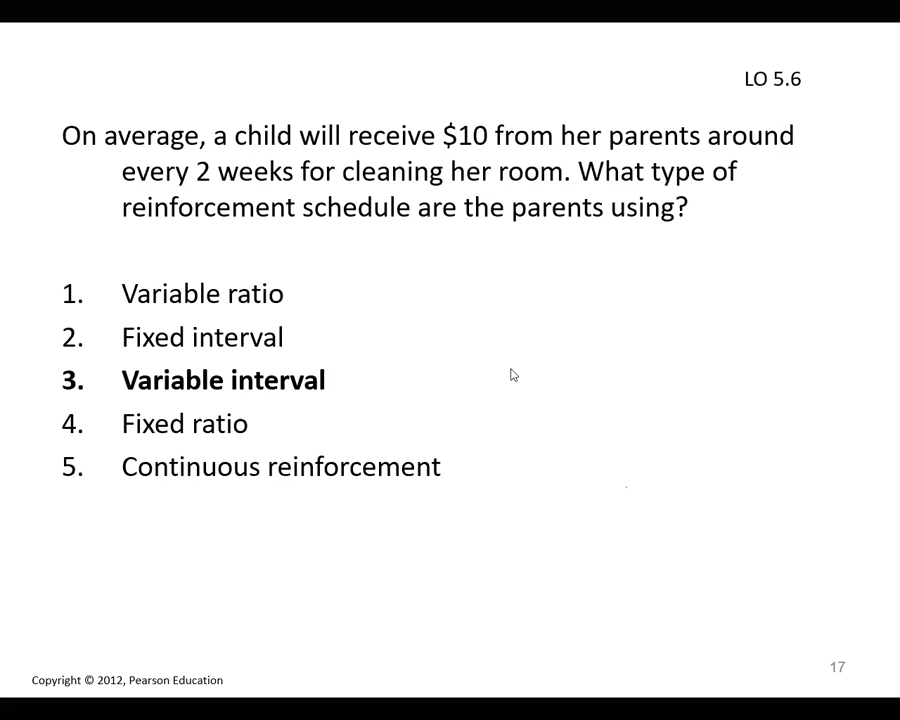 LO 5.6
On average, a child will receive $10 from her parents around
every 2 weeks for cleaning her room. What type of
reinforcement schedule are the parents using?
1. Variable ratio
2. Fixed interval
3. Variable interval
4. Fixed ratio
5. Continuous reinforcement
17
Copyright © 2012, Pearson Education